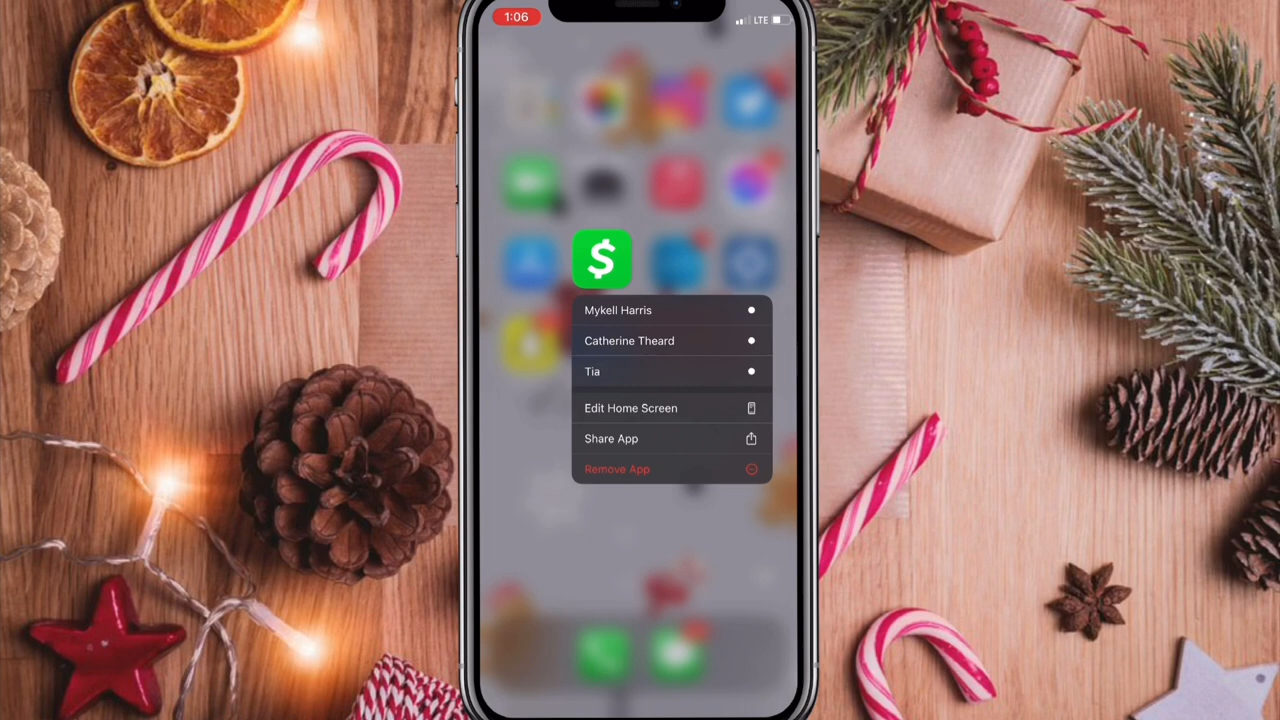 1:06
LTE
$
Mykell Harris
Catherine Theard
Tia
Edit Home Screen
Share App
Remove App